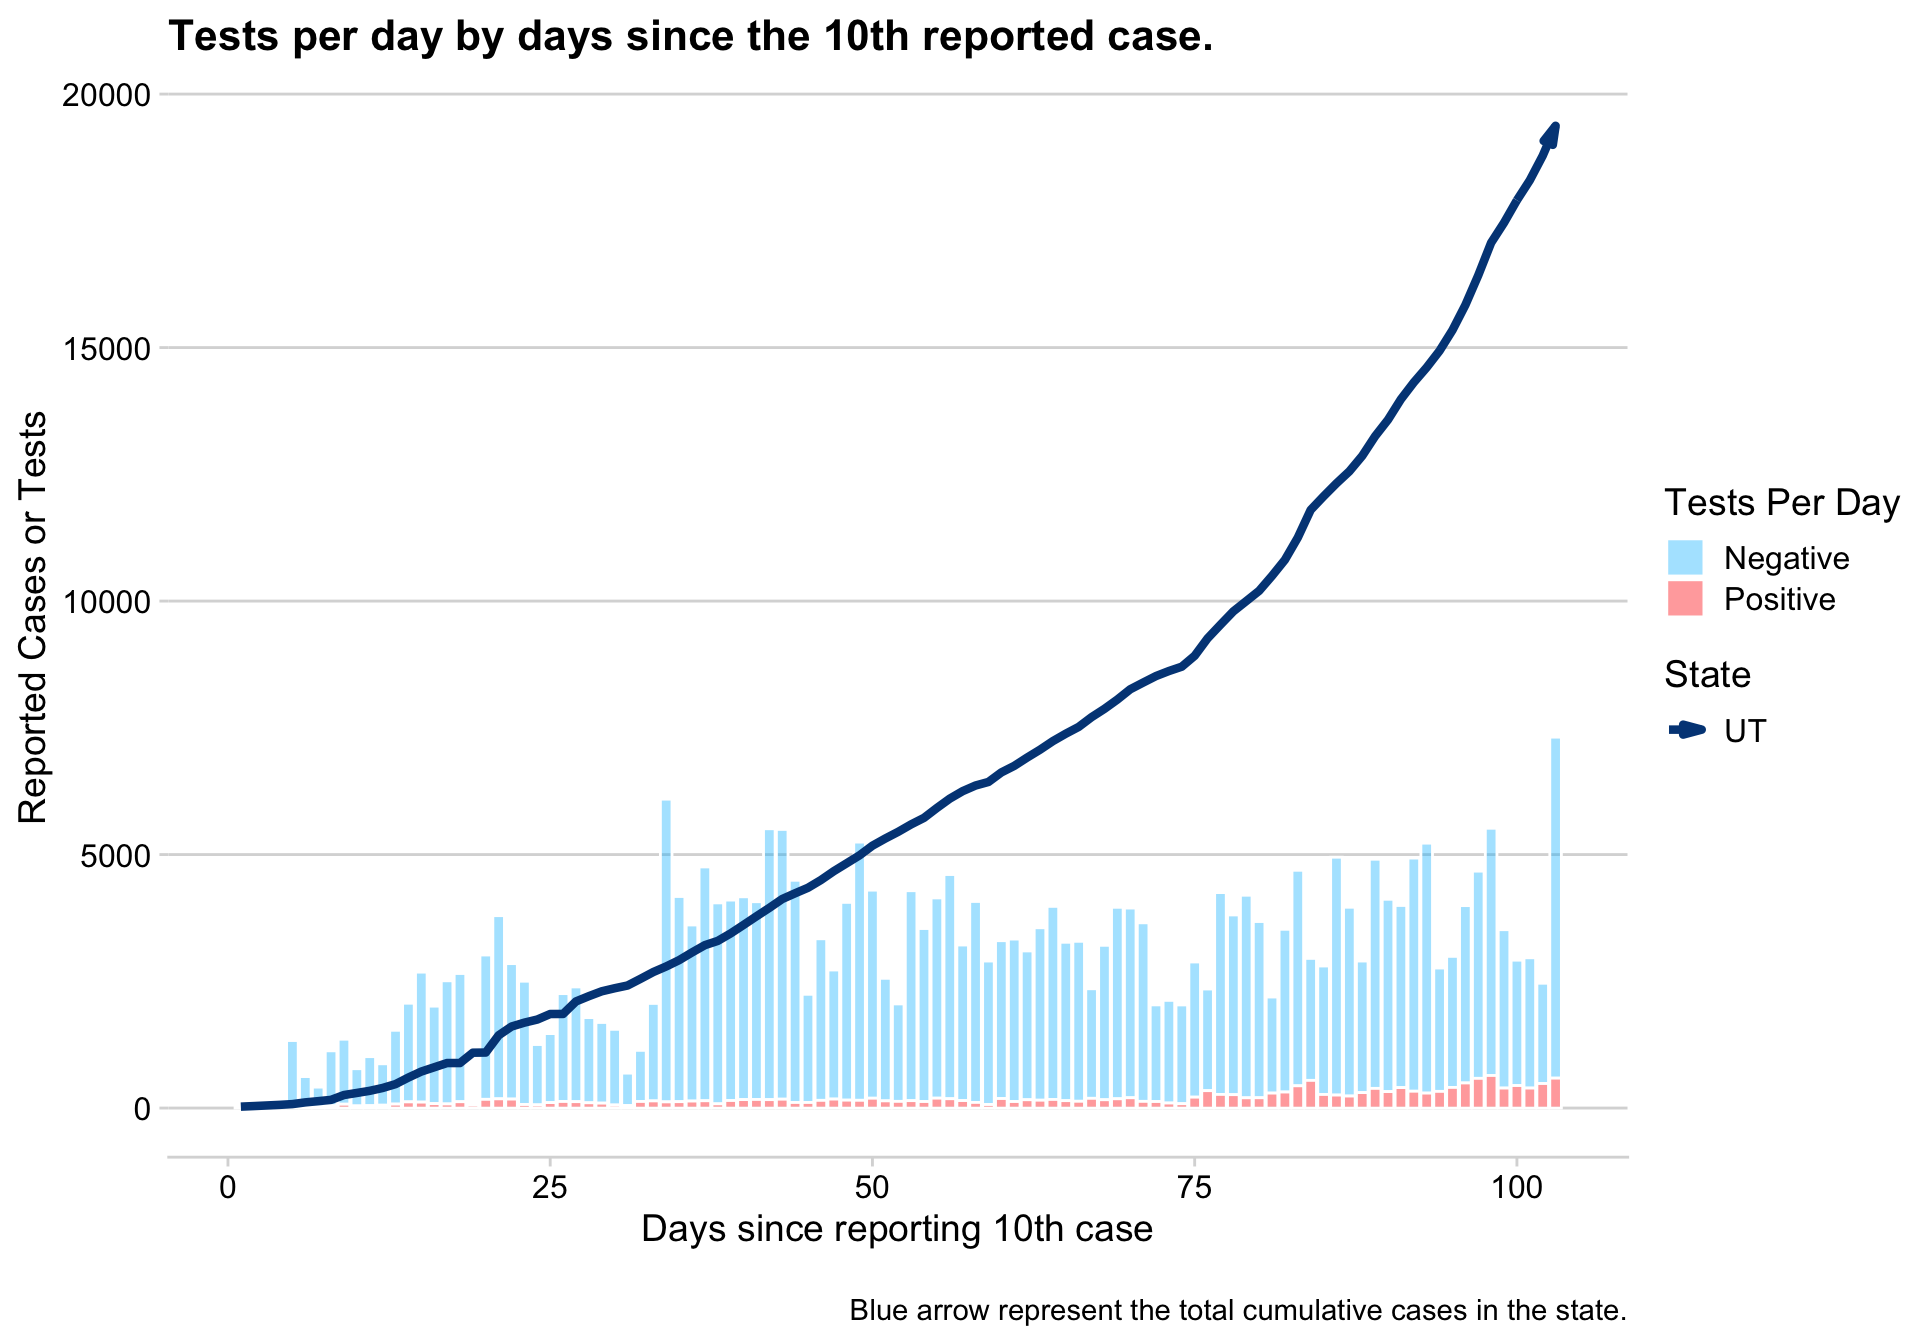 Tests per day by days since the 10th reported case.
20000
15000
10000
5000
0
Reported Cases or Tests
0 25 50 75 100
Days since reporting 10th case
Tests Per Day
Negative
Positive
State
UT
Blue arrow represent the total cumulative cases in the state.